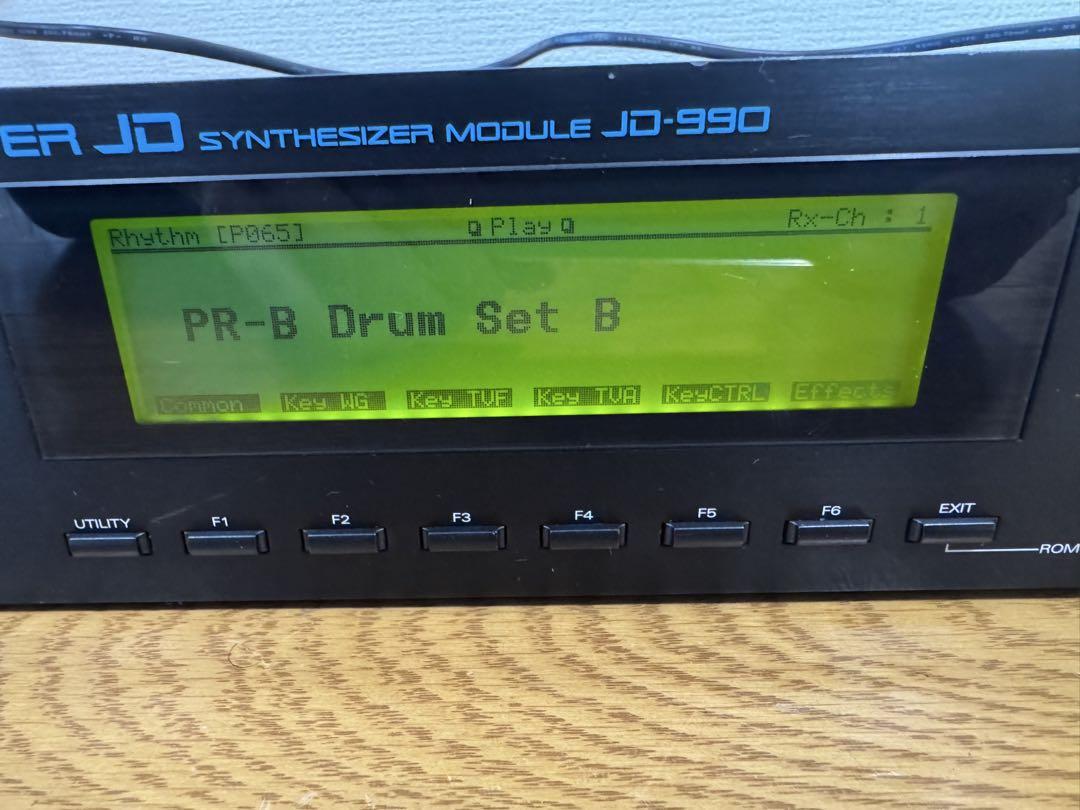 ER JD SYNTHESIZER MODULE JD-990
Rhythm [P065] Play Rx-Ch : 1
PR-B Drum Set B
Common Key WG Key TVF Key TVA KeyCTRL Effects
UTILITY F1 F2 F3 F4 F5 F6 EXIT
ROM